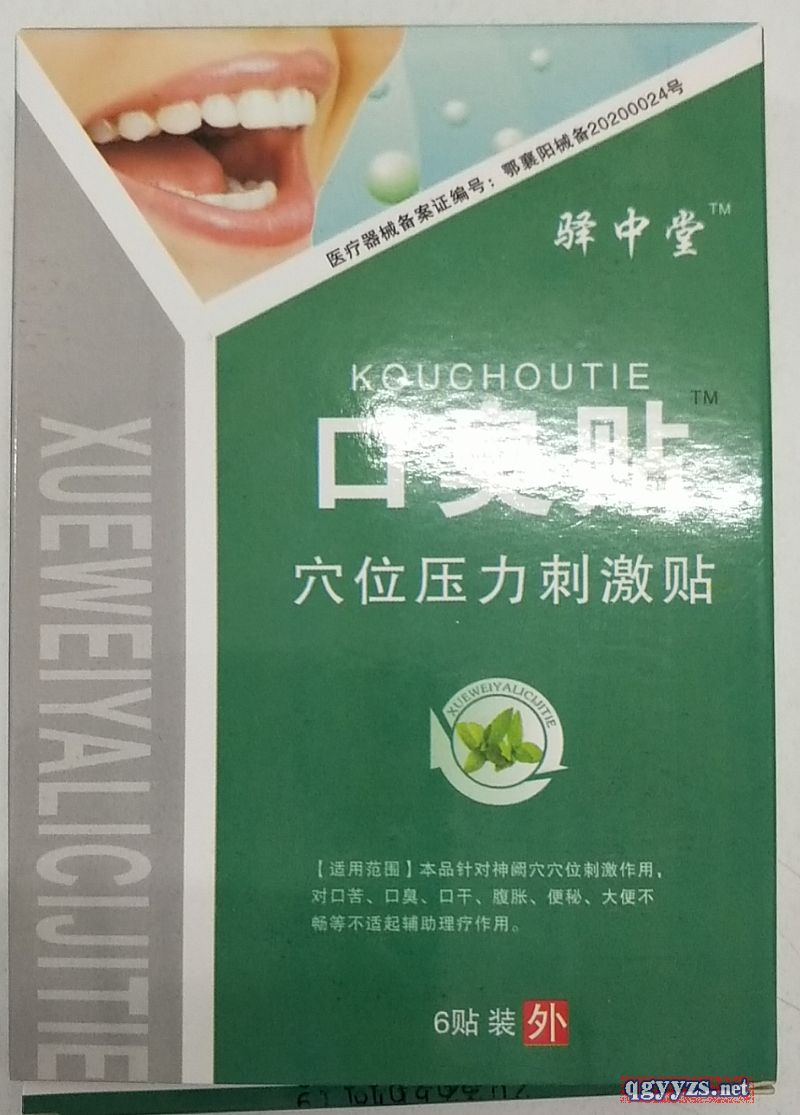 医疗器械备案证编号：鄂襄阳械备20200024号
驿中堂TM
KOUCHOUTIE
口臭贴TM
穴位压力刺激贴
XUEWEIYALICIJITIE
XUEWEIYALICIJITIE
【适用范围】本品针对神阙穴穴位刺激作用，
对口苦、口臭、口干、腹胀、便秘、大便不
畅等不适起辅助理疗作用。
6贴装 外
qgyyzs.net